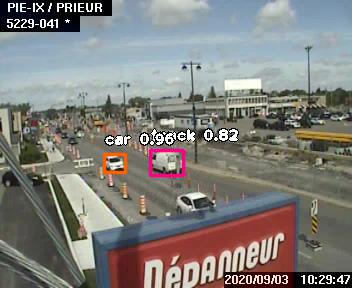 PIE-IX / PRIEUR
5229-041 *
car 0.96
truck 0.82
Dépanneur
2020/09/03 10:29:47